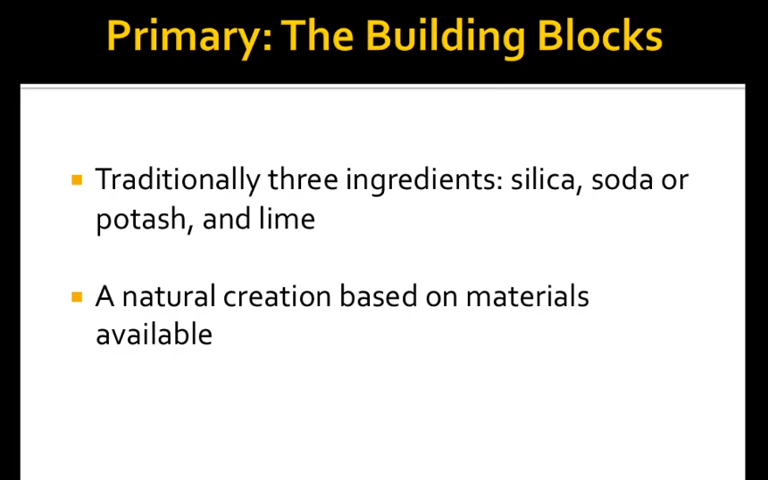 Primary: The Building Blocks
Traditionally three ingredients: silica, soda or
potash, and lime
A natural creation based on materials
available